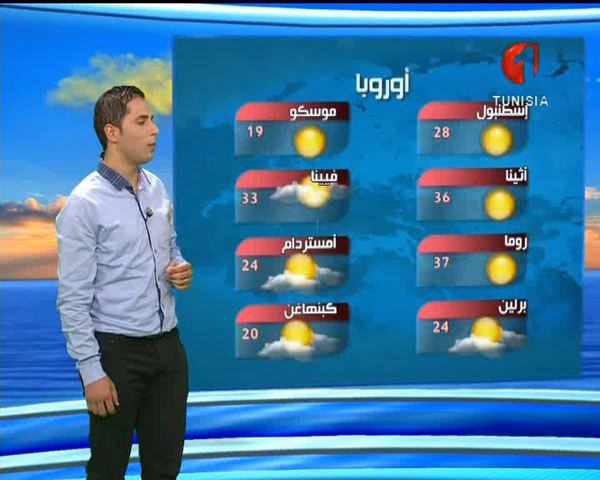 أوروبا
TUNISIA
إسطنبول
28
موسكو
19
أثينا
36
فيينا
33
روما
37
أمستردام
24
برلين
24
كبنهاغن
20